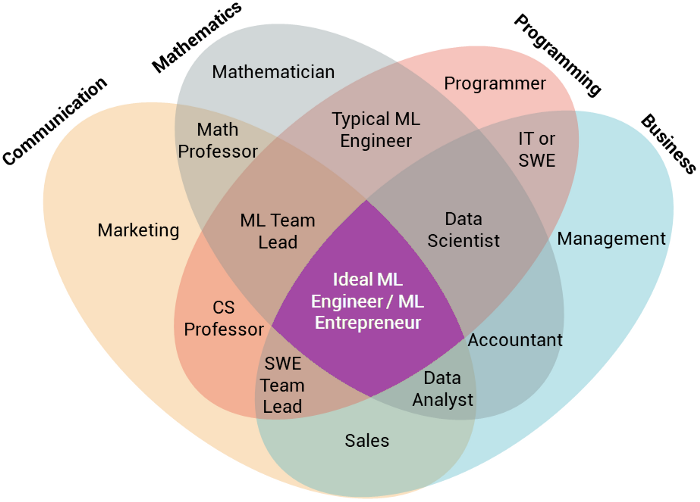 Communication
Mathematics
Programming
Business
Mathematician
Programmer
Math
Professor
Typical ML
Engineer
IT or
SWE
Marketing
ML Team
Lead
Data
Scientist
Management
Ideal ML
Engineer / ML
Entrepreneur
CS
Professor
Accountant
SWE
Team
Lead
Data
Analyst
Sales